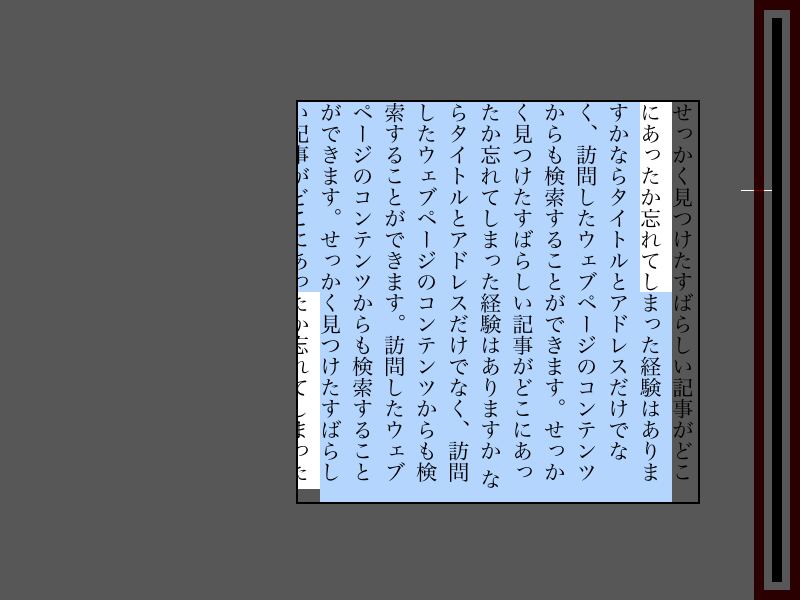 せっかく見つけたすばらしい記事がどこ
にあったか忘れてしまった経験はありま
すかならタイトルとアドレスだけでな
く、訪問したウェブページのコンテンツ
からも検索することができます。せっか
く見つけたすばらしい記事がどこにあっ
たか忘れてしまった経験はありますか な
らタイトルとアドレスだけでなく、訪問
したウェブページのコンテンツからも検
索することができます。訪問したウェブ
ページのコンテンツからも検索すること
ができます。せっかく見つけたすばらし
い記事がどこにあったか忘れてしまった